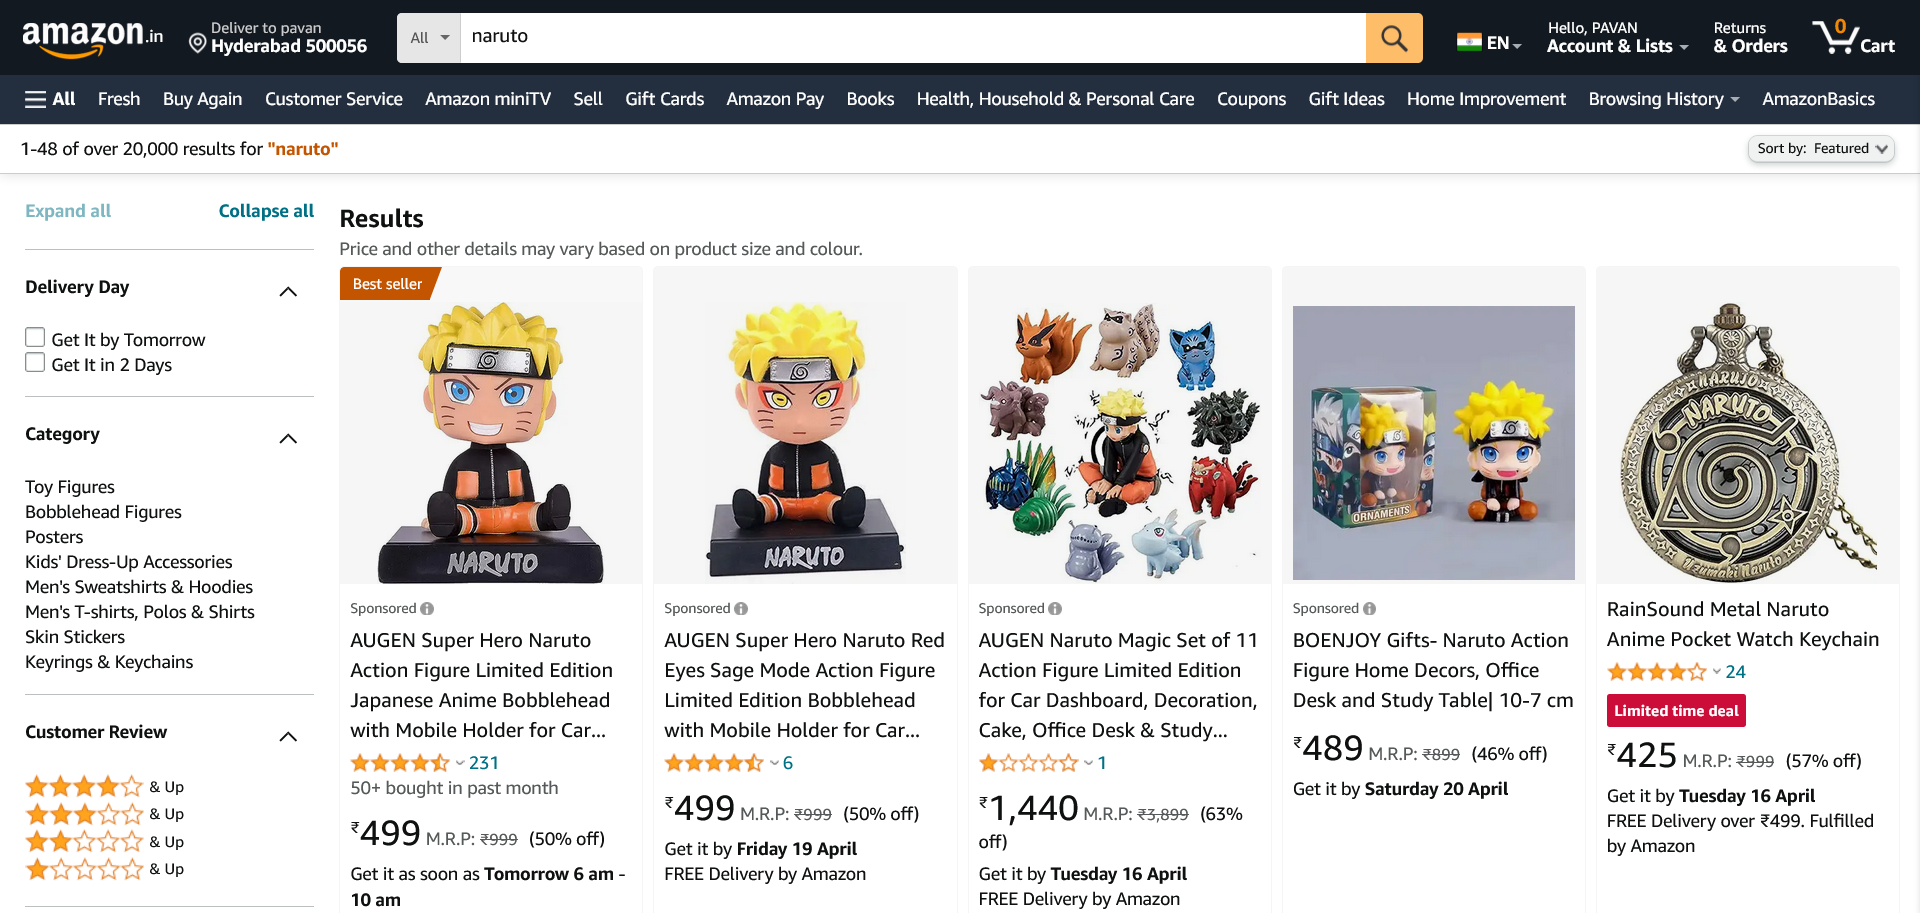 amazon.in
Deliver to pavan
Hyderabad 500056
All
naruto
EN
Hello, PAVAN
Account & Lists
Returns
& Orders
0
Cart
All Fresh Buy Again Customer Service Amazon miniTV Sell Gift Cards Amazon Pay Books Health, Household & Personal Care Coupons Gift Ideas Home Improvement Browsing History AmazonBasics
1-48 of over 20,000 results for "naruto"
Sort by: Featured
Expand all
Collapse all
Delivery Day
Get It by Tomorrow
Get It in 2 Days
Category
Toy Figures
Bobblehead Figures
Posters
Kids' Dress-Up Accessories
Men's Sweatshirts & Hoodies
Men's T-shirts, Polos & Shirts
Skin Stickers
Keyrings & Keychains
Customer Review
& Up
& Up
& Up
& Up
Results
Price and other details may vary based on product size and colour.
Best seller
NARUTO
Sponsored
AUGEN Super Hero Naruto
Action Figure Limited Edition
Japanese Anime Bobblehead
with Mobile Holder for Car...
231
50+ bought in past month
₹499 M.R.P: ₹999 (50% off)
Get it as soon as Tomorrow 6 am -
10 am
NARUTO
Sponsored
AUGEN Super Hero Naruto Red
Eyes Sage Mode Action Figure
Limited Edition Bobblehead
with Mobile Holder for Car...
6
₹499 M.R.P: ₹999 (50% off)
Get it by Friday 19 April
FREE Delivery by Amazon
Sponsored
AUGEN Naruto Magic Set of 11
Action Figure Limited Edition
for Car Dashboard, Decoration,
Cake, Office Desk & Study...
1
₹1,440 M.R.P: ₹3,899 (63%
off)
Get it by Tuesday 16 April
FREE Delivery by Amazon
ORNAMENTS
Sponsored
BOENJOY Gifts- Naruto Action
Figure Home Decors, Office
Desk and Study Table| 10-7 cm
₹489 M.R.P: ₹899 (46% off)
Get it by Saturday 20 April
NARUTO
NARUTO
Uzumaki Naruto
RainSound Metal Naruto
Anime Pocket Watch Keychain
24
Limited time deal
₹425 M.R.P: ₹999 (57% off)
Get it by Tuesday 16 April
FREE Delivery over ₹499. Fulfilled
by Amazon